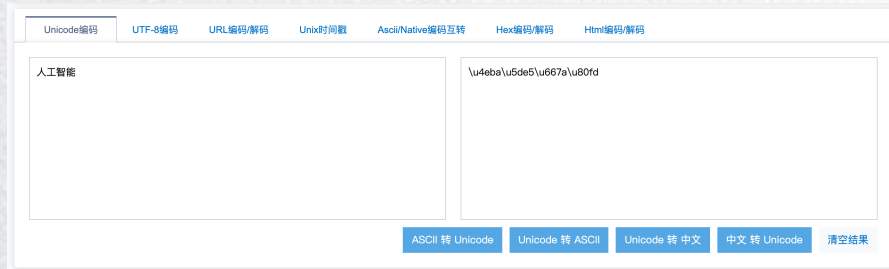 Unicode编码 UTF-8编码 URL编码/解码 Unix时间戳 Ascii/Native编码互转 Hex编码/解码 Html编码/解码
人工智能 \u4eba\u5de5\u667a\u80fd
ASCII 转 Unicode Unicode 转 ASCII Unicode 转 中文 中文 转 Unicode 清空结果